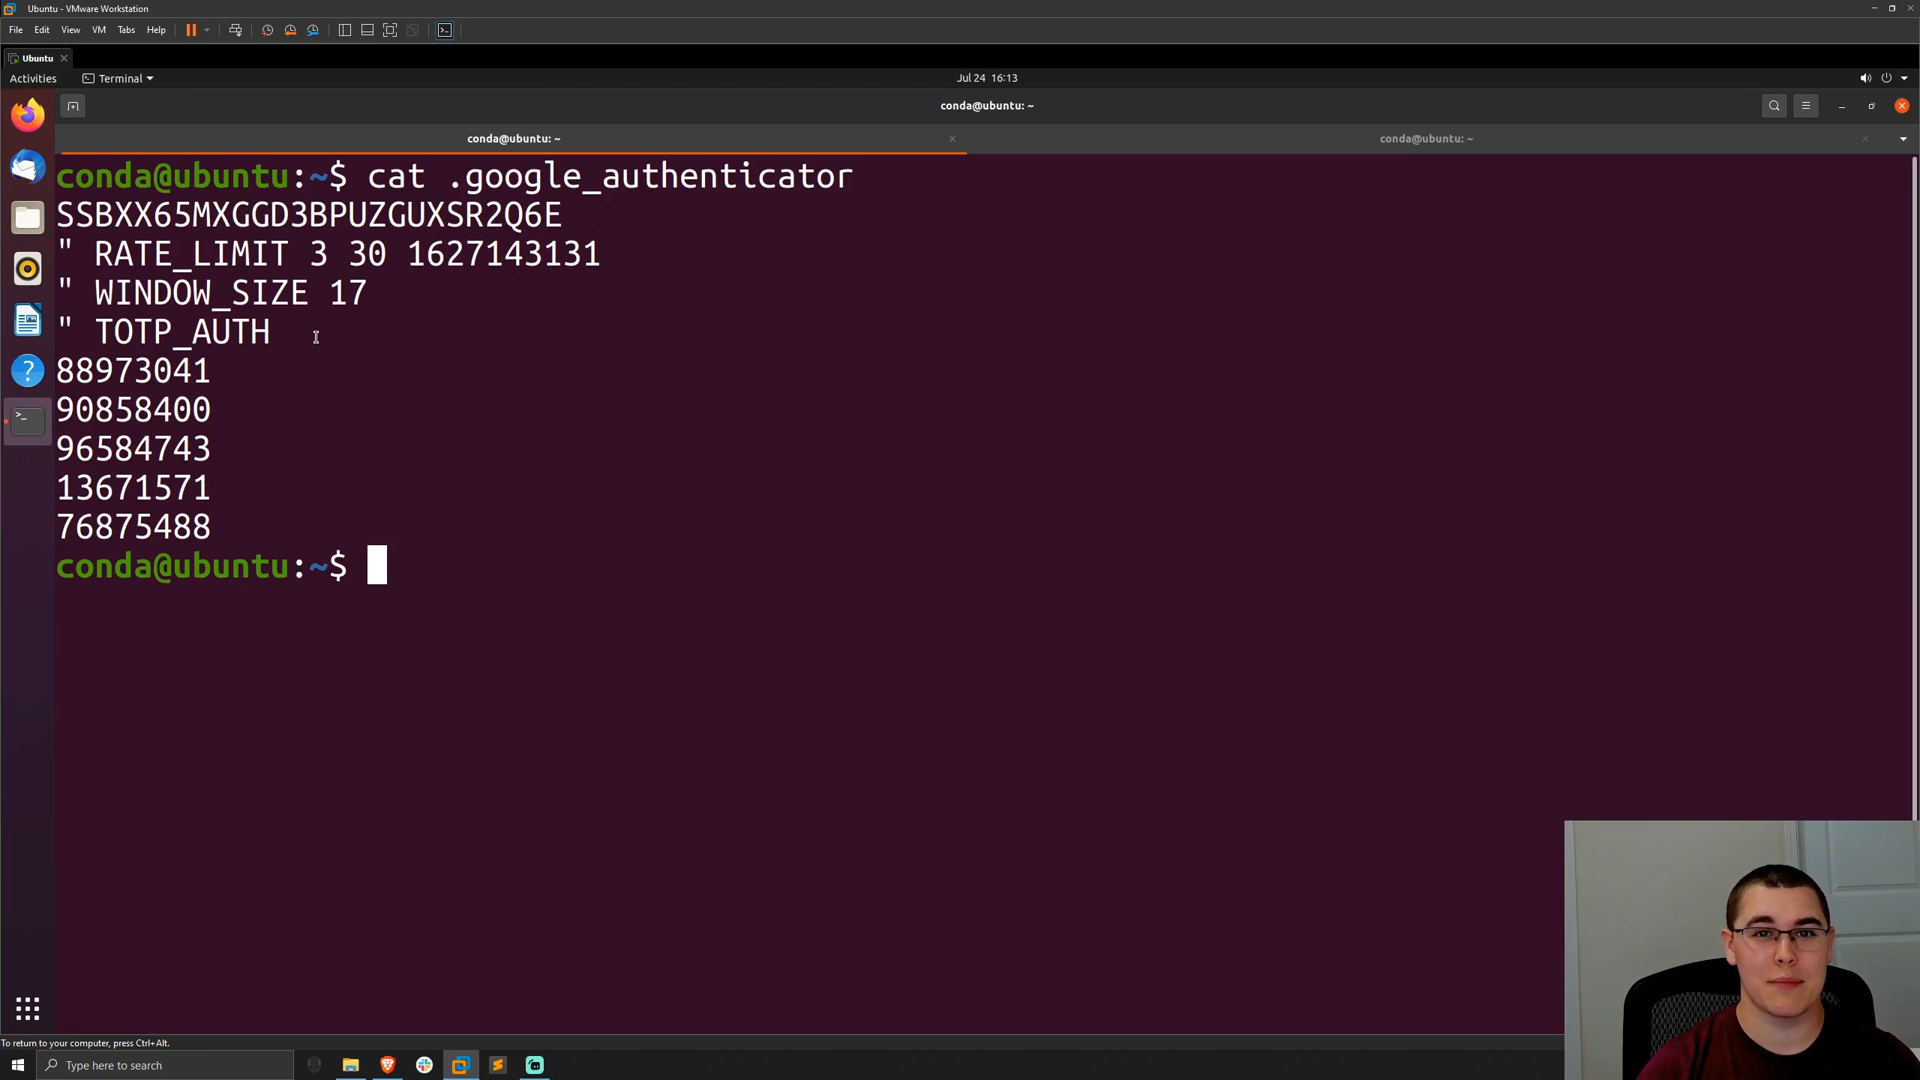 Ubuntu - VMware Workstation
File Edit View VM Tabs Help
Ubuntu
Activities Terminal Jul 24 16:13
conda@ubuntu: ~
conda@ubuntu: ~ conda@ubuntu: ~
conda@ubuntu:~$ cat .google_authenticator
SSBXX65MXGGD3BPUZGUXSR2Q6E
" RATE_LIMIT 3 30 1627143131
" WINDOW_SIZE 17
" TOTP_AUTH
88973041
90858400
96584743
13671571
76875488
conda@ubuntu:~$
To return to your computer, press Ctrl+Alt.
Type here to search